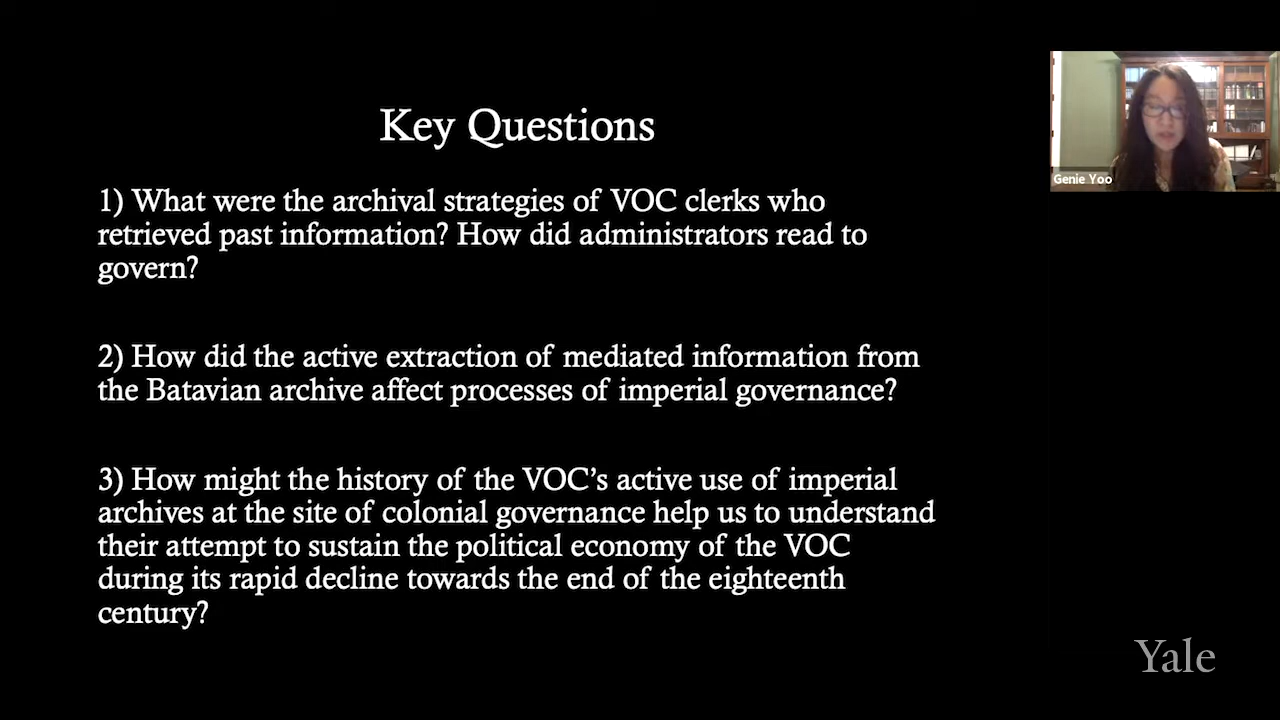 Key Questions
1) What were the archival strategies of VOC clerks who
retrieved past information? How did administrators read to
govern?
2) How did the active extraction of mediated information from
the Batavian archive affect processes of imperial governance?
3) How might the history of the VOC’s active use of imperial
archives at the site of colonial governance help us to understand
their attempt to sustain the political economy of the VOC
during its rapid decline towards the end of the eighteenth
century?
Genie Yoo
Yale